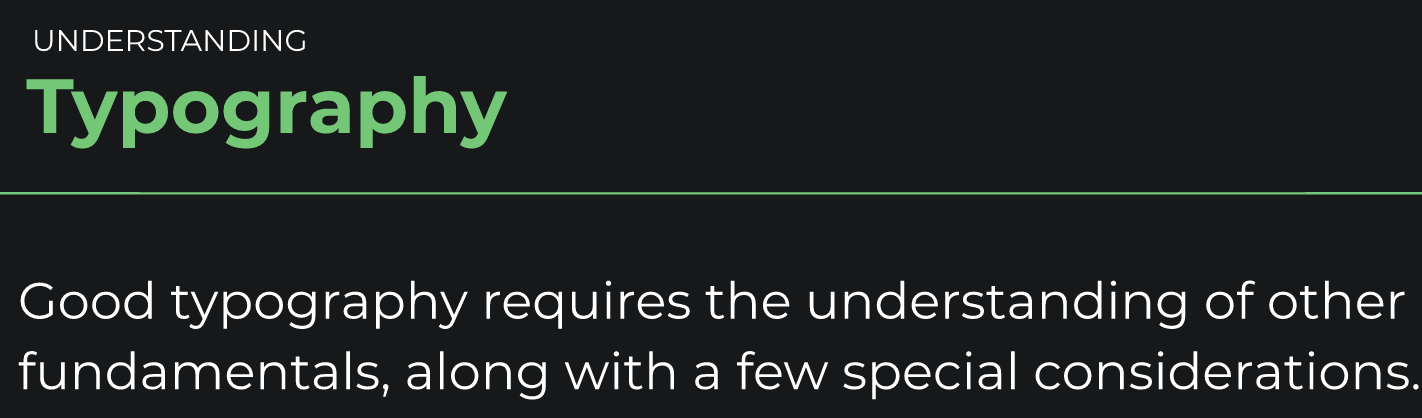 UNDERSTANDING
Typography
Good typography requires the understanding of other
fundamentals, along with a few special considerations.